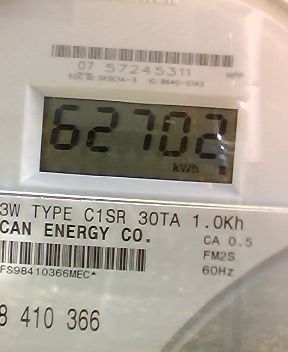 07 57245311
62702
kWh
3W TYPE C1SR 30TA 1.0Kh
CAN ENERGY CO.
CA 0.5
FM2S
60Hz
FS98410366MEC*
8 410 366